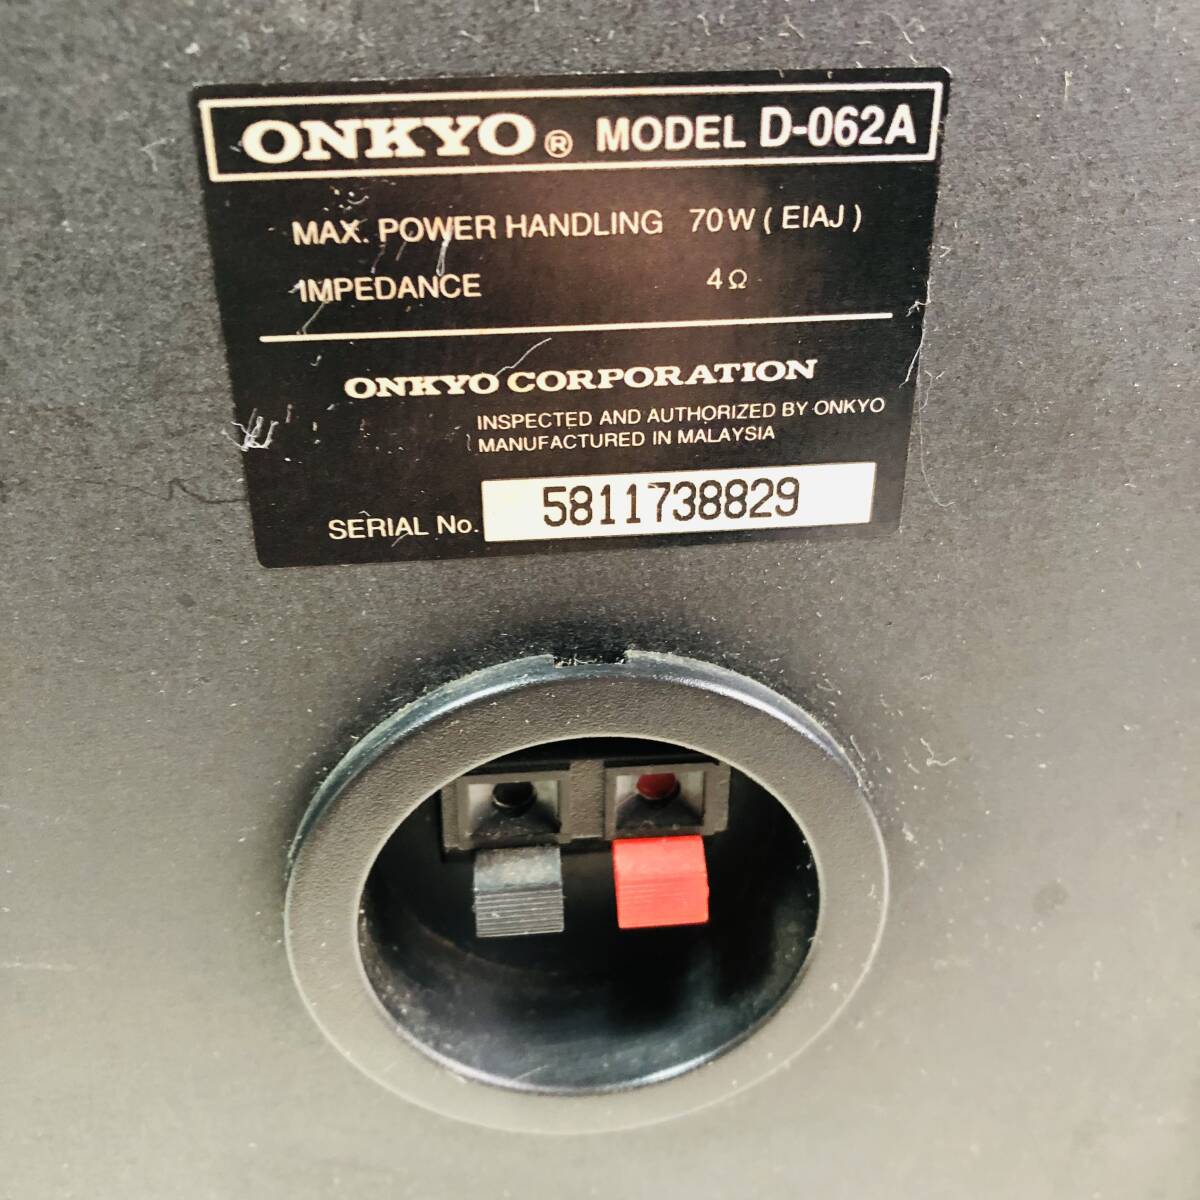 ONKYO® MODEL D-062A
MAX. POWER HANDLING 70W ( EIAJ )
IMPEDANCE 4Ω
ONKYO CORPORATION
INSPECTED AND AUTHORIZED BY ONKYO
MANUFACTURED IN MALAYSIA
SERIAL No. 5811738829